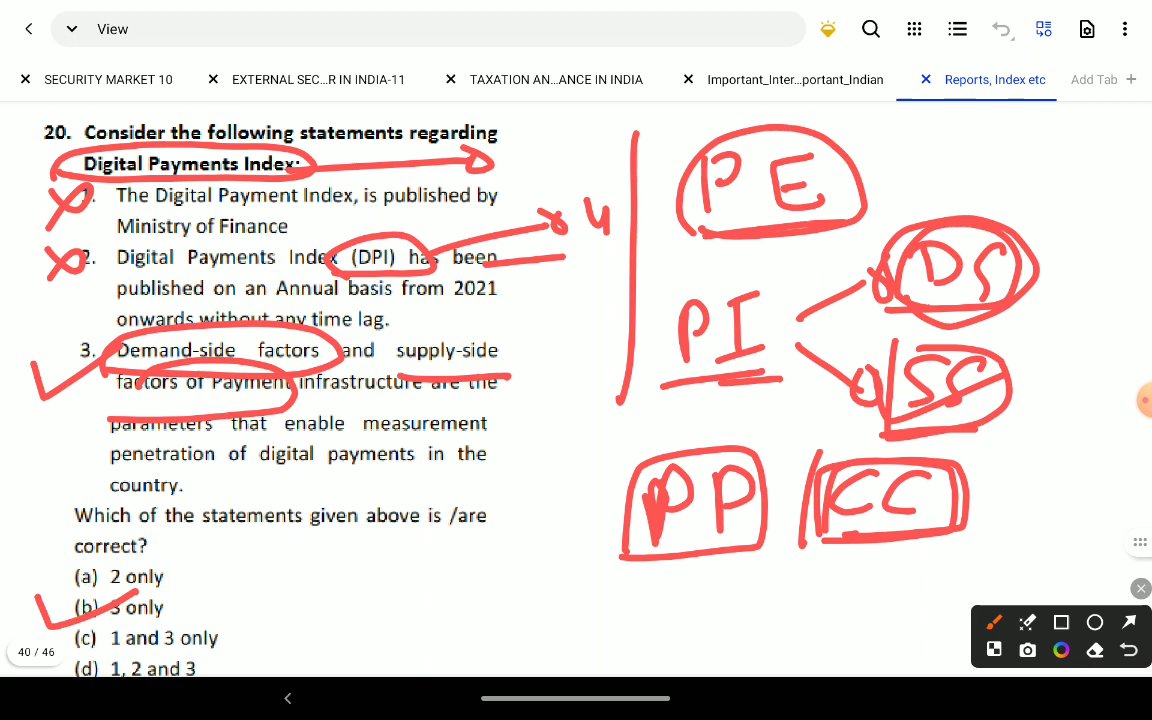 View
SECURITY MARKET 10
EXTERNAL SEC...R IN INDIA-11
TAXATION AN...ANCE IN INDIA
Important_Inter...portant_Indian
Reports, Index etc
Add Tab
20. Consider the following statements regarding
Digital Payments Index:
1. The Digital Payment Index, is published by
Ministry of Finance
2. Digital Payments Index (DPI) has been
published on an Annual basis from 2021
onwards without any time lag.
3. Demand-side factors and supply-side
factors of Payment infrastructure are the
parameters that enable measurement
penetration of digital payments in the
country.
Which of the statements given above is /are
correct?
(a) 2 only
(b) 3 only
(c) 1 and 3 only
(d) 1, 2 and 3
4
PE
DS
PI
SS
PP
CC
40 / 46